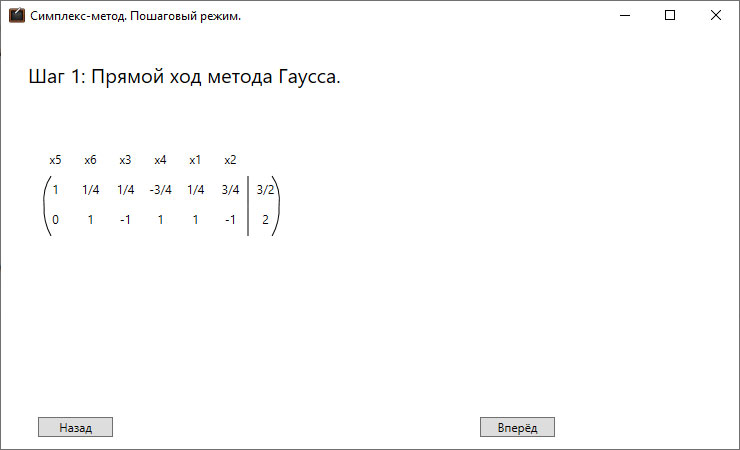 Симплекс-метод. Пошаговый режим.
Шаг 1: Прямой ход метода Гаусса.
x5 x6 x3 x4 x1 x2
1 1/4 1/4 -3/4 1/4 3/4 3/2
0 1 -1 1 1 -1 2
Назад Вперёд